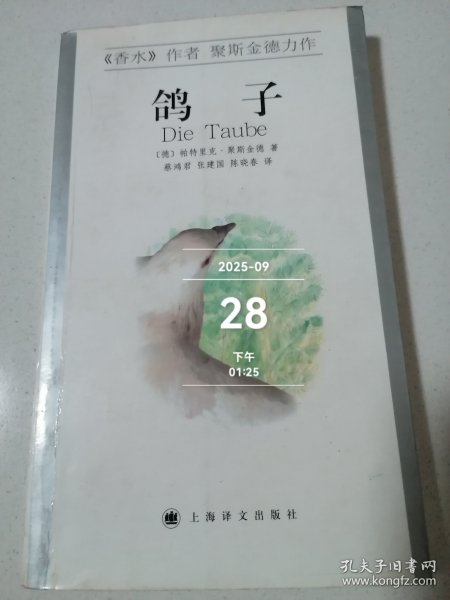 《香水》作者 聚斯金德力作
鸽 子
Die Taube
〔德〕帕特里克·聚斯金德 著
蔡鸿君 张建国 陈晓春 译
2025-09
28
下午
01:25
上海译文出版社
孔夫子旧书网
www.kongfz.com